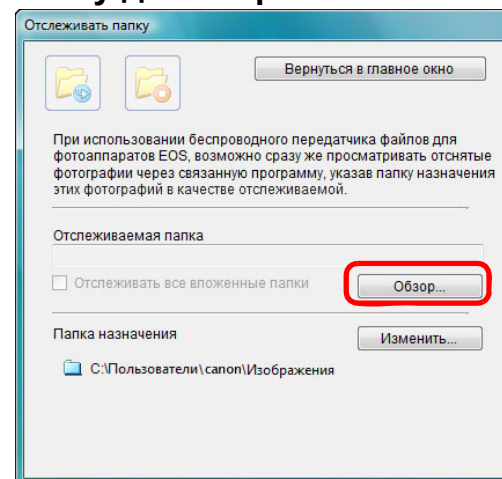 Отслеживать папку
Вернуться в главное окно
При использовании беспроводного передатчика файлов для
фотоаппаратов EOS, возможно сразу же просматривать отснятые
фотографии через связанную программу, указав папку назначения
этих фотографий в качестве отслеживаемой.
Отслеживаемая папка
Отслеживать все вложенные папки
Обзор...
Папка назначения
Изменить...
C:\Пользователи\canon\Изображения